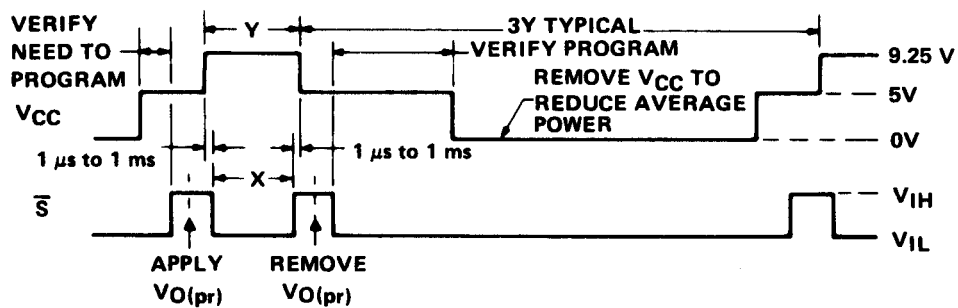 VERIFY
NEED TO
PROGRAM
Y
3Y TYPICAL
VERIFY PROGRAM
9.25 V
REMOVE VCC TO
REDUCE AVERAGE
POWER
5V
VCC
0V
1 μs to 1 ms
1 μs to 1 ms
X
S̅
VIH
VIL
APPLY
VO(pr)
REMOVE
VO(pr)